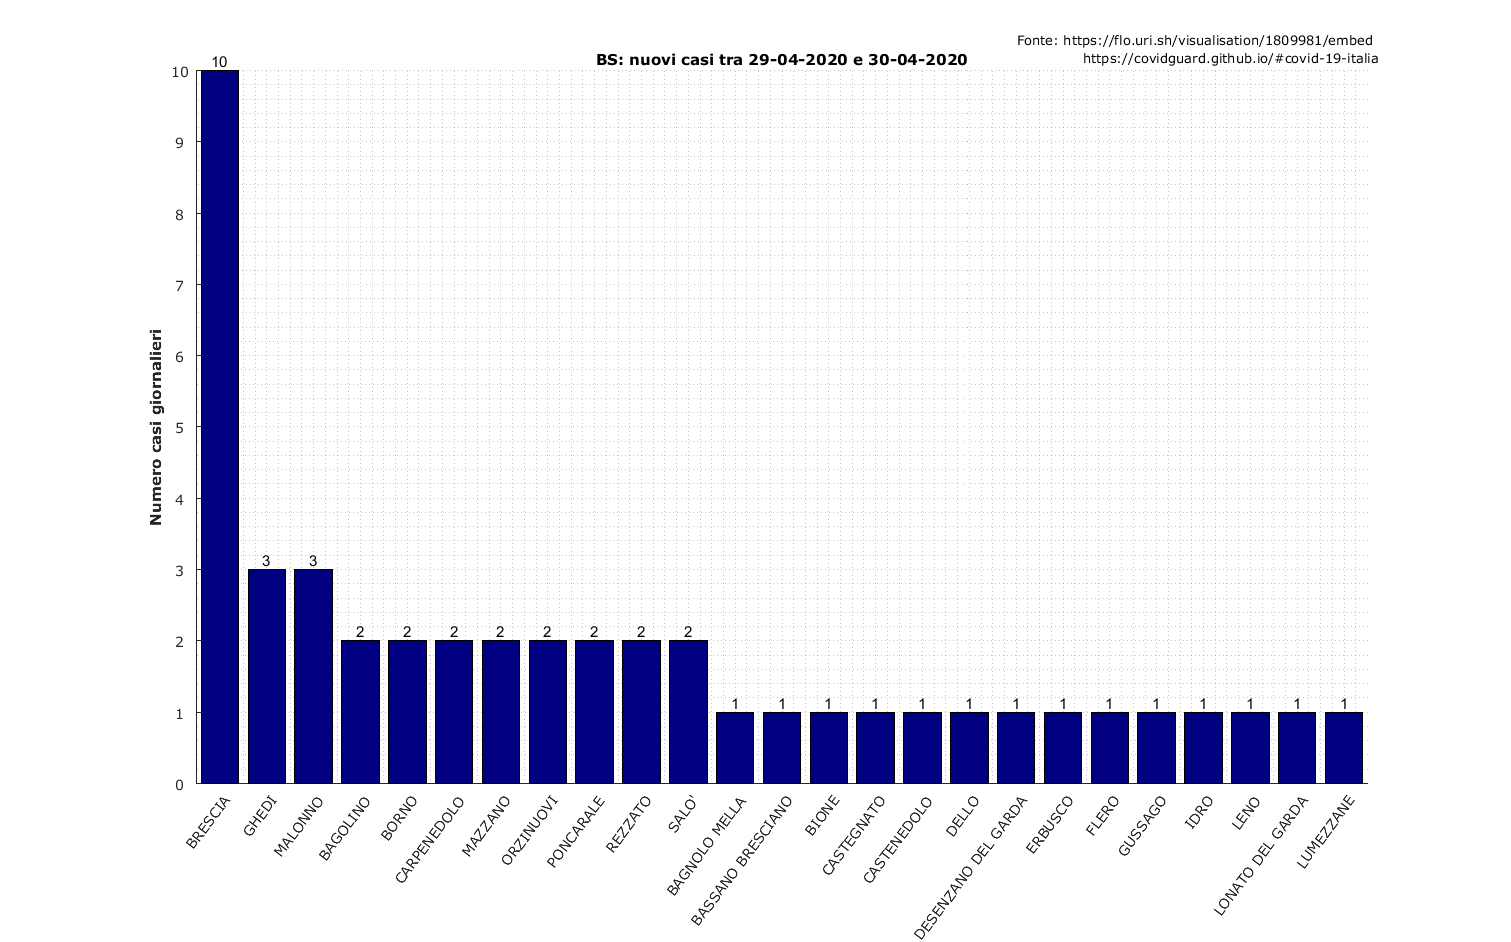 Fonte: https://flo.uri.sh/visualisation/1809981/embed
https://covidguard.github.io/#covid-19-italia
BS: nuovi casi tra 29-04-2020 e 30-04-2020
Numero casi giornalieri
10
9
8
7
6
5
4
3
2
1
0
10
3
3
2
2
2
2
2
2
2
2
1
1
1
1
1
1
1
1
1
1
1
1
1
1
BRESCIA
GHEDI
MALONNO
BAGOLINO
BORNO
CARPENEDOLO
MAZZANO
ORZINUOVI
PONCARALE
REZZATO
SALO'
BAGNOLO MELLA
BASSANO BRESCIANO
BIONE
CASTEGNATO
CASTENEDOLO
DELLO
DESENZANO DEL GARDA
ERBUSCO
FLERO
GUSSAGO
IDRO
LENO
LONATO DEL GARDA
LUMEZZANE